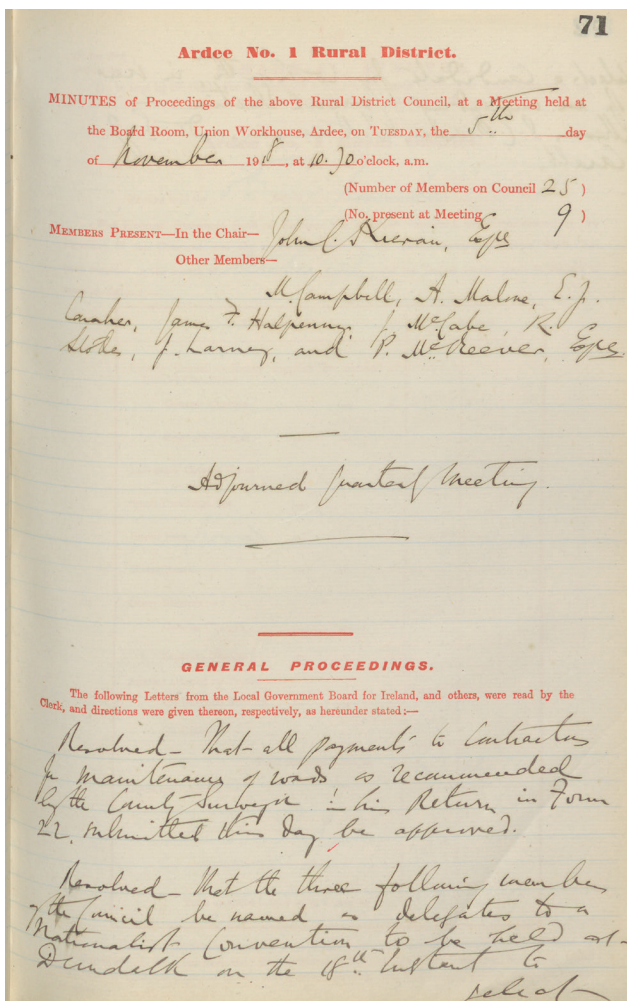 71
Ardee No. 1 Rural District.
MINUTES of Proceedings of the above Rural District Council, at a Meeting held at
the Board Room, Union Workhouse, Ardee, on TUESDAY, the 5th day
of November 1918, at 10.30 o'clock, a.m.
(Number of Members on Council 25)
(No. present at Meeting 9)
MEMBERS PRESENT—In the Chair— John C. Kieran, Esqr
Other Members—
M. Campbell, A. Malone, E. J.
Caraher, James F. Halpenny, J. McCabe, R.
Stokes, J. Larney, and P. McKeever, Esqrs.
Adjourned Quarterly Meeting.
GENERAL PROCEEDINGS.
The following Letters from the Local Government Board for Ireland, and others, were read by the
Clerk, and directions were given thereon, respectively, as hereunder stated:—
Resolved— That all payments to Contractors
for maintenance of roads as recommended
by the County Surveyor in his Return in Form
22, submitted this day be approved.
Resolved— That the three following members
of the Council be named as delegates to a
Nationalist Convention to be held at
Dundalk on the 18th Instant to
select